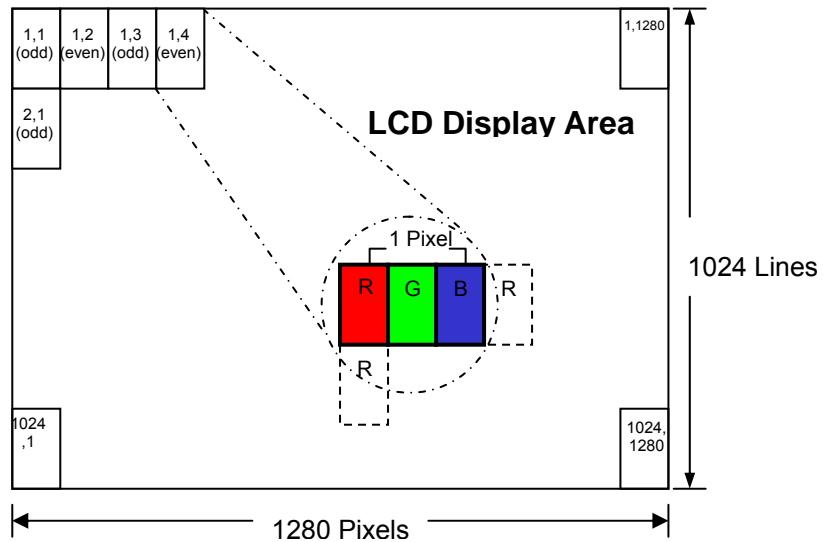 1,1
(odd)
1,2
(even)
1,3
(odd)
1,4
(even)
1,1280
2,1
(odd)
LCD Display Area
1 Pixel
R
G
B
R
R
1024 Lines
1024
,1
1024,
1280
1280 Pixels